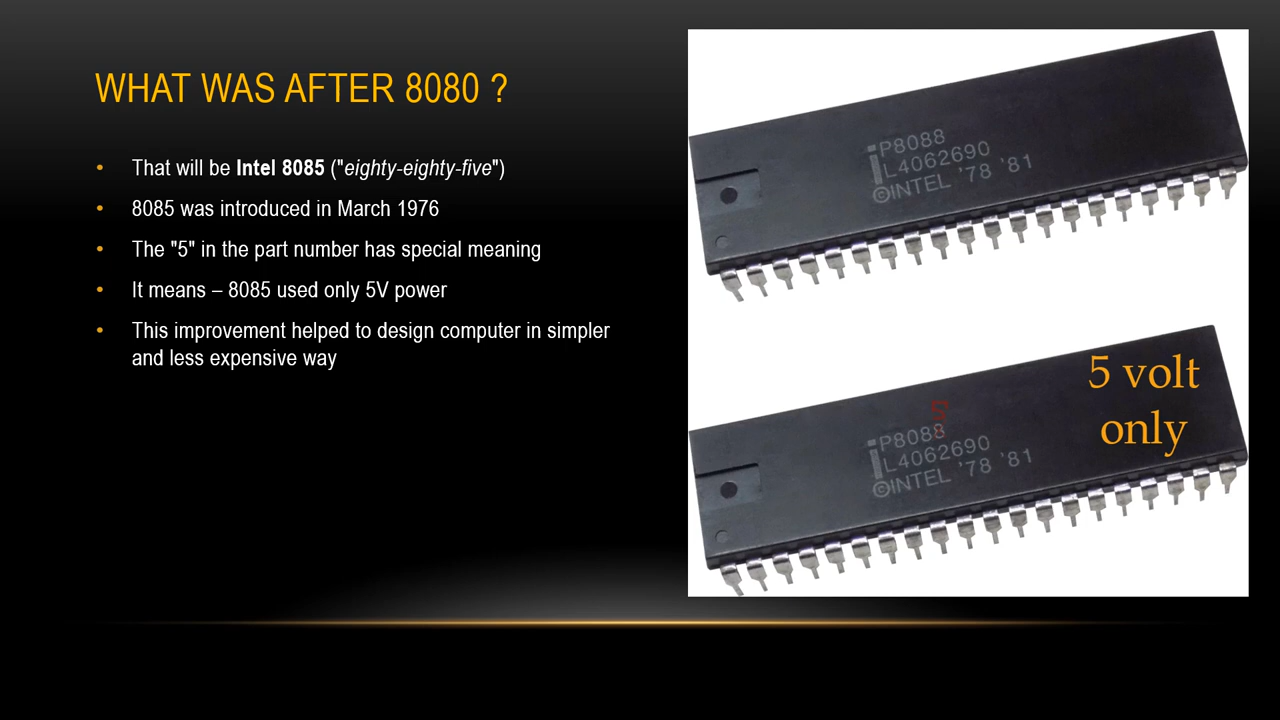 WHAT WAS AFTER 8080 ?
• That will be Intel 8085 ("eighty-eighty-five")
• 8085 was introduced in March 1976
• The "5" in the part number has special meaning
• It means – 8085 used only 5V power
• This improvement helped to design computer in simpler
and less expensive way
P8088
L4062690
©INTEL '78 '81
5 volt
only
5
P8088
L4062690
©INTEL '78 '81